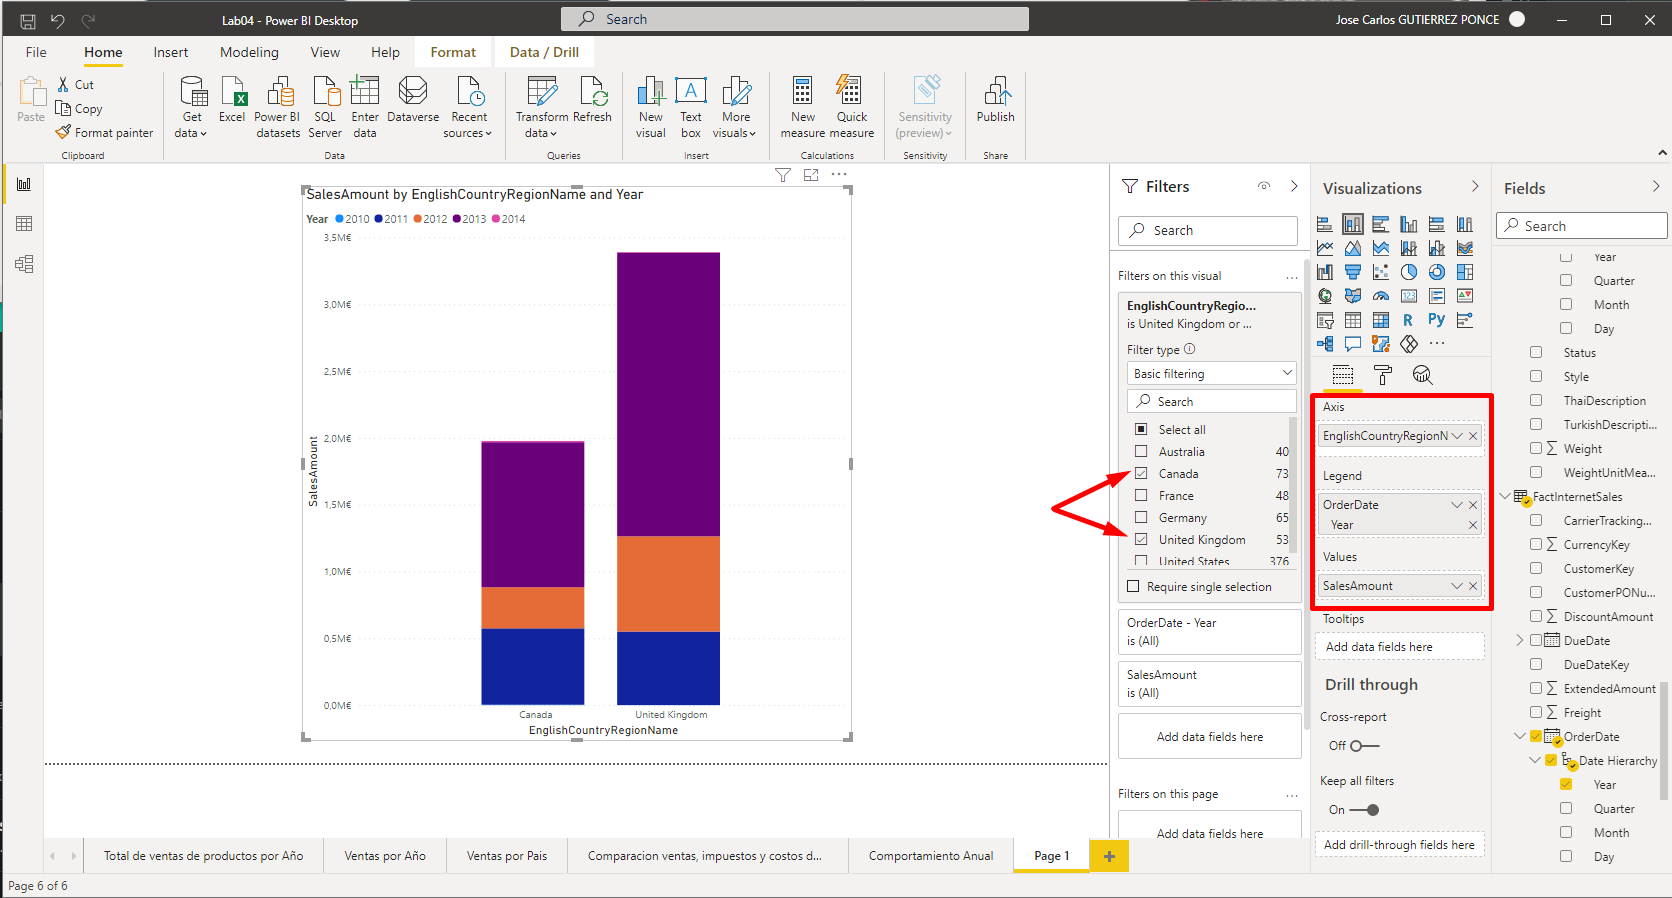 Lab04 - Power BI Desktop
Search
Jose Carlos GUTIERREZ PONCE
File
Home
Insert
Modeling
View
Help
Format
Data / Drill
Paste
Cut
Copy
Format painter
Clipboard
Get data
Excel
Power BI datasets
SQL Server
Enter data
Dataverse
Recent sources
Data
Transform data
Refresh
Queries
New visual
A
Text box
More visuals
Insert
New measure
Quick measure
Calculations
Sensitivity (preview)
Sensitivity
Publish
Share
SalesAmount by EnglishCountryRegionName and Year
Year 2010 2011 2012 2013 2014
3,5M€
3,0M€
2,5M€
2,0M€
1,5M€
1,0M€
0,5M€
0,0M€
SalesAmount
Canada
United Kingdom
EnglishCountryRegionName
Filters
Search
Filters on this visual
EnglishCountryRegio...
is United Kingdom or ...
Filter type
Basic filtering
Search
Select all
Australia 40
Canada 73
France 48
Germany 65
United Kingdom 53
United States 376
Require single selection
OrderDate - Year
is (All)
SalesAmount
is (All)
Add data fields here
Filters on this page
Add data fields here
Visualizations
123
R
Py
Axis
EnglishCountryRegionN
Legend
OrderDate
Year
Values
SalesAmount
Tooltips
Add data fields here
Drill through
Cross-report
Off
Keep all filters
On
Add drill-through fields here
Fields
Search
Year
Quarter
Month
Day
Status
Style
ThaiDescription
TurkishDescripti...
Weight
WeightUnitMea...
FactInternetSales
CarrierTracking...
CurrencyKey
CustomerKey
CustomerPONu...
DiscountAmount
DueDate
DueDateKey
ExtendedAmount
Freight
OrderDate
Date Hierarchy
Year
Quarter
Month
Day
Total de ventas de productos por Año
Ventas por Año
Ventas por Pais
Comparacion ventas, impuestos y costos d...
Comportamiento Anual
Page 1
Page 6 of 6